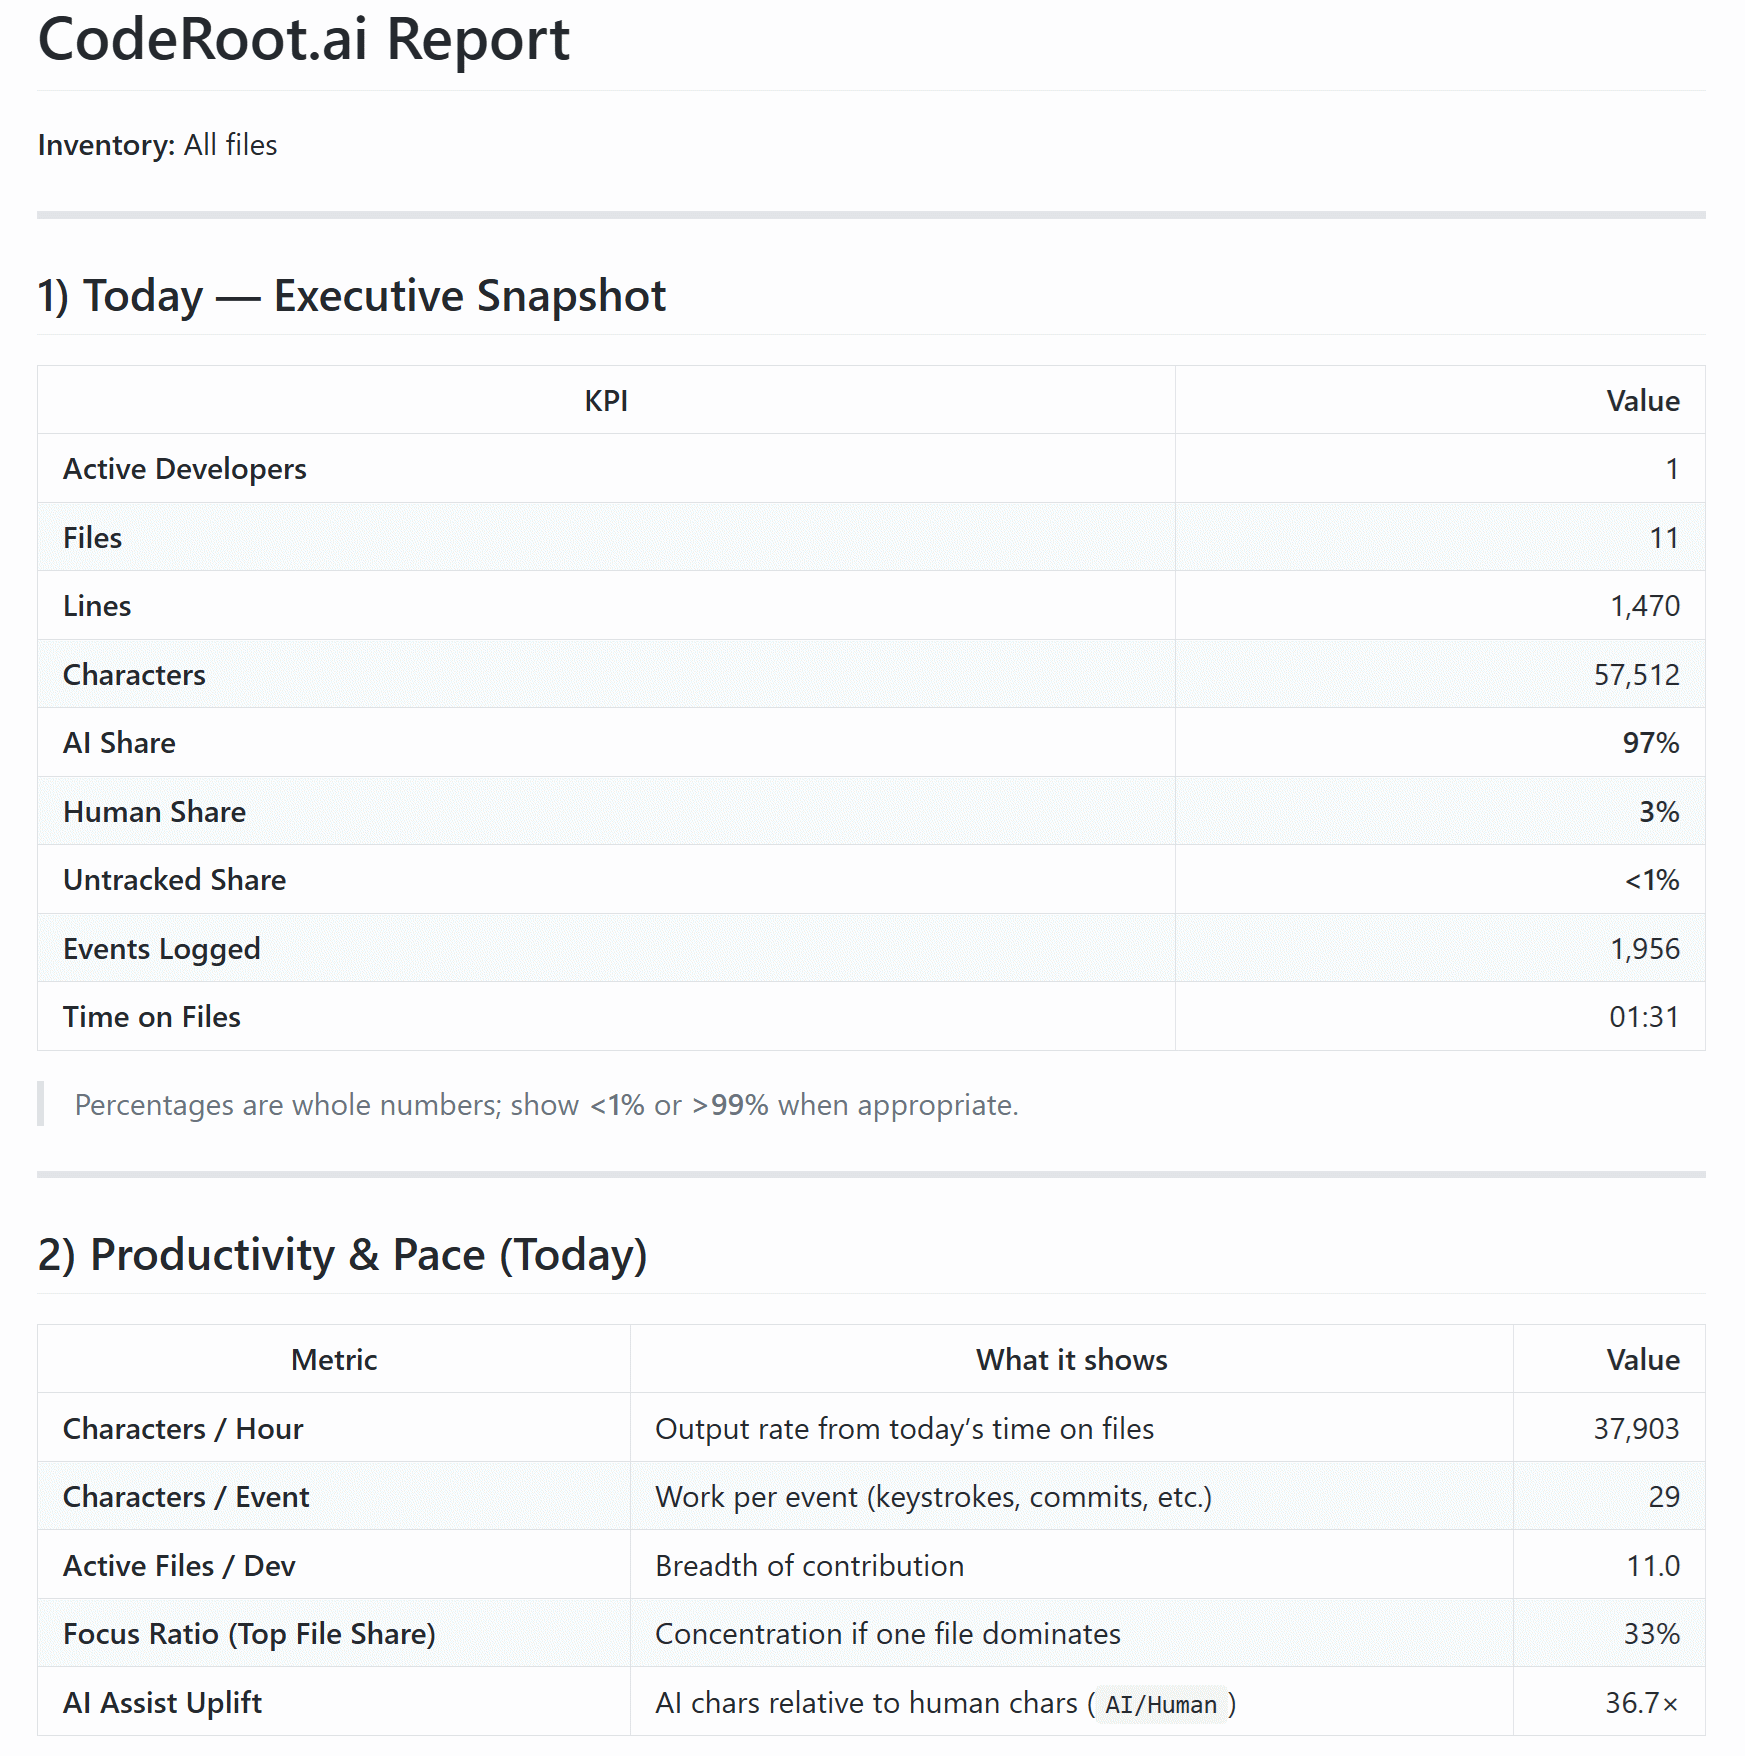 CodeRoot.ai Report
Inventory: All files
1) Today — Executive Snapshot
KPI Value
Active Developers 1
Files 11
Lines 1,470
Characters 57,512
AI Share 97%
Human Share 3%
Untracked Share <1%
Events Logged 1,956
Time on Files 01:31
Percentages are whole numbers; show <1% or >99% when appropriate.
2) Productivity & Pace (Today)
Metric What it shows Value
Characters / Hour Output rate from today’s time on files 37,903
Characters / Event Work per event (keystrokes, commits, etc.) 29
Active Files / Dev Breadth of contribution 11.0
Focus Ratio (Top File Share) Concentration if one file dominates 33%
AI Assist Uplift AI chars relative to human chars ( AI/Human ) 36.7×